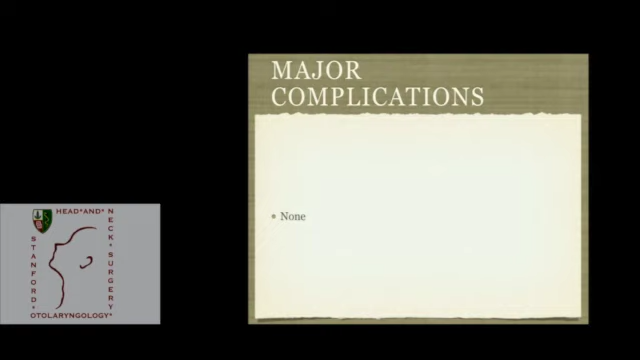 MAJOR
COMPLICATIONS
• None
HEAD*AND*
NECK*SURGERY
STANFORD*
OTOLARYNGOLOGY*